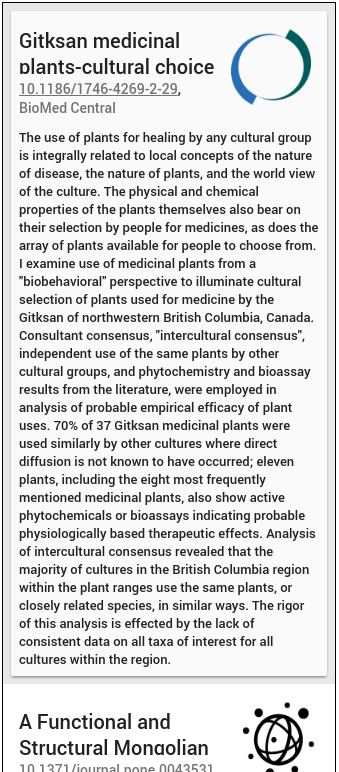 Gitksan medicinal
plants-cultural choice
10.1186/1746-4269-2-29,
BioMed Central
The use of plants for healing by any cultural group
is integrally related to local concepts of the nature
of disease, the nature of plants, and the world view
of the culture. The physical and chemical
properties of the plants themselves also bear on
their selection by people for medicines, as does the
array of plants available for people to choose from.
I examine use of medicinal plants from a
"biobehavioral" perspective to illuminate cultural
selection of plants used for medicine by the
Gitksan of northwestern British Columbia, Canada.
Consultant consensus, "intercultural consensus",
independent use of the same plants by other
cultural groups, and phytochemistry and bioassay
results from the literature, were employed in
analysis of probable empirical efficacy of plant
uses. 70% of 37 Gitksan medicinal plants were
used similarly by other cultures where direct
diffusion is not known to have occurred; eleven
plants, including the eight most frequently
mentioned medicinal plants, also show active
phytochemicals or bioassays indicating probable
physiologically based therapeutic effects. Analysis
of intercultural consensus revealed that the
majority of cultures in the British Columbia region
within the plant ranges use the same plants, or
closely related species, in similar ways. The rigor
of this analysis is effected by the lack of
consistent data on all taxa of interest for all
cultures within the region.
A Functional and
Structural Mongolian
10.1371/journal.pone.0043531